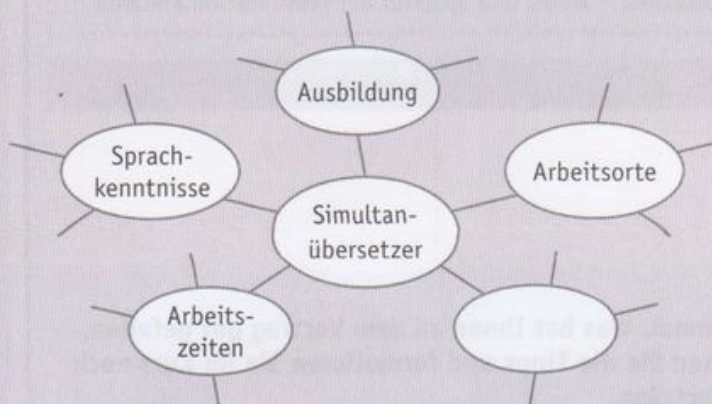 Ausbildung
Sprach-
kenntnisse
Arbeitsorte
Simultan-
übersetzer
Arbeits-
zeiten